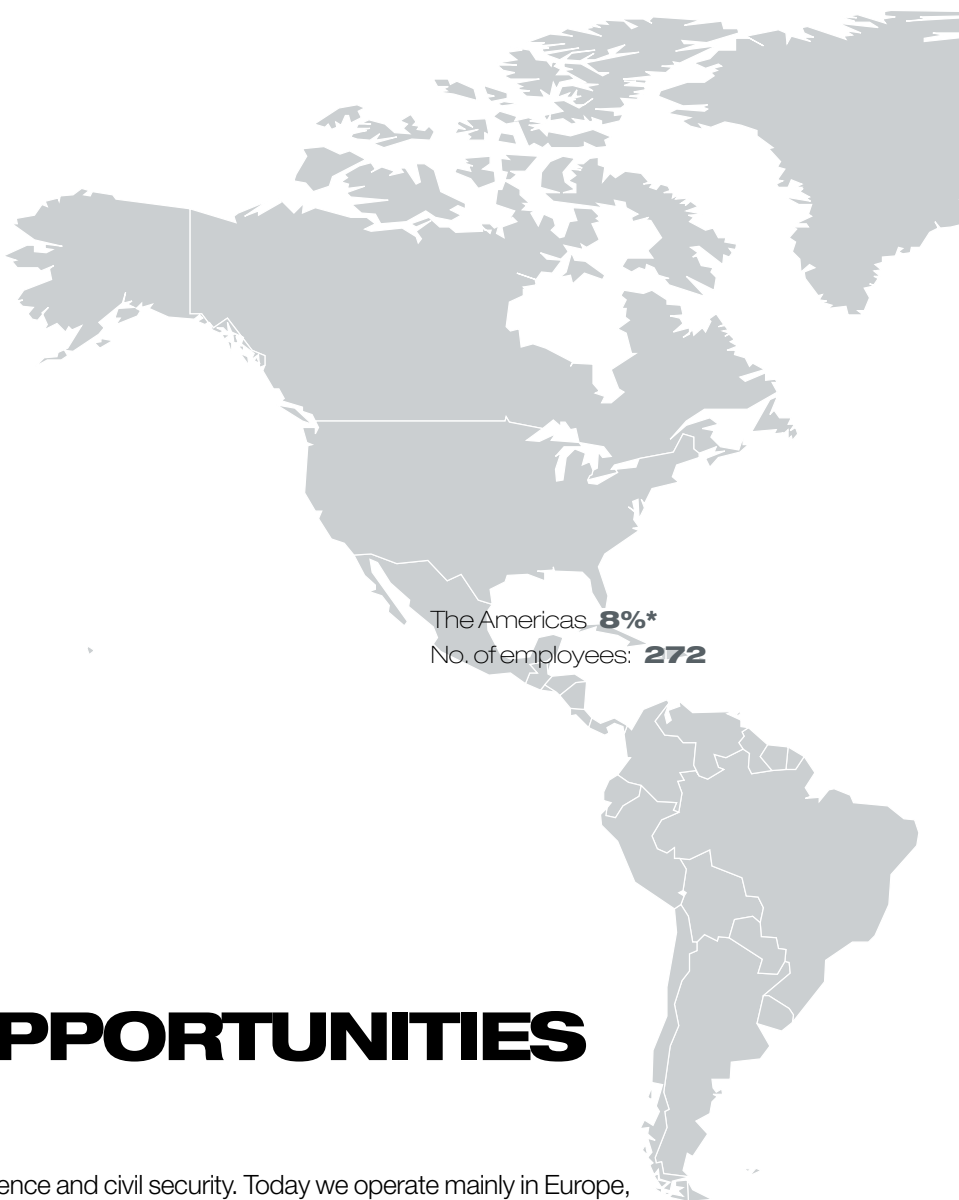 The Americas 8%*
No. of employees: 272
PPORTUNITIES
ence and civil security. Today we operate mainly in Europe,